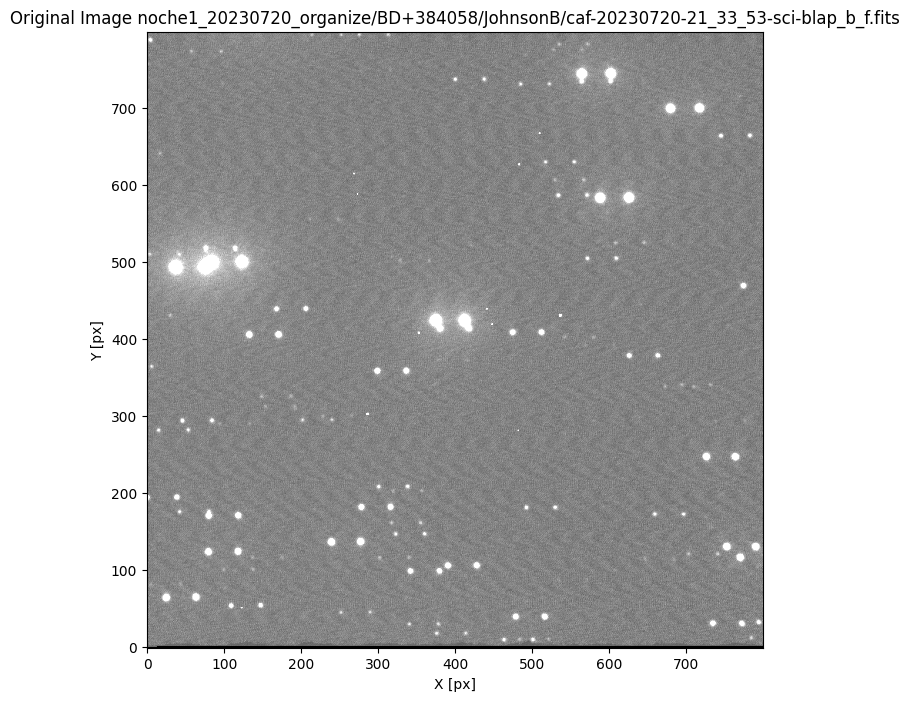 Original Image noche1_20230720_organize/BD+384058/JohnsonB/caf-20230720-21_33_53-sci-blap_b_f.fits
700
600
500
400
300
200
100
0
Y [px]
0 100 200 300 400 500 600 700
X [px]